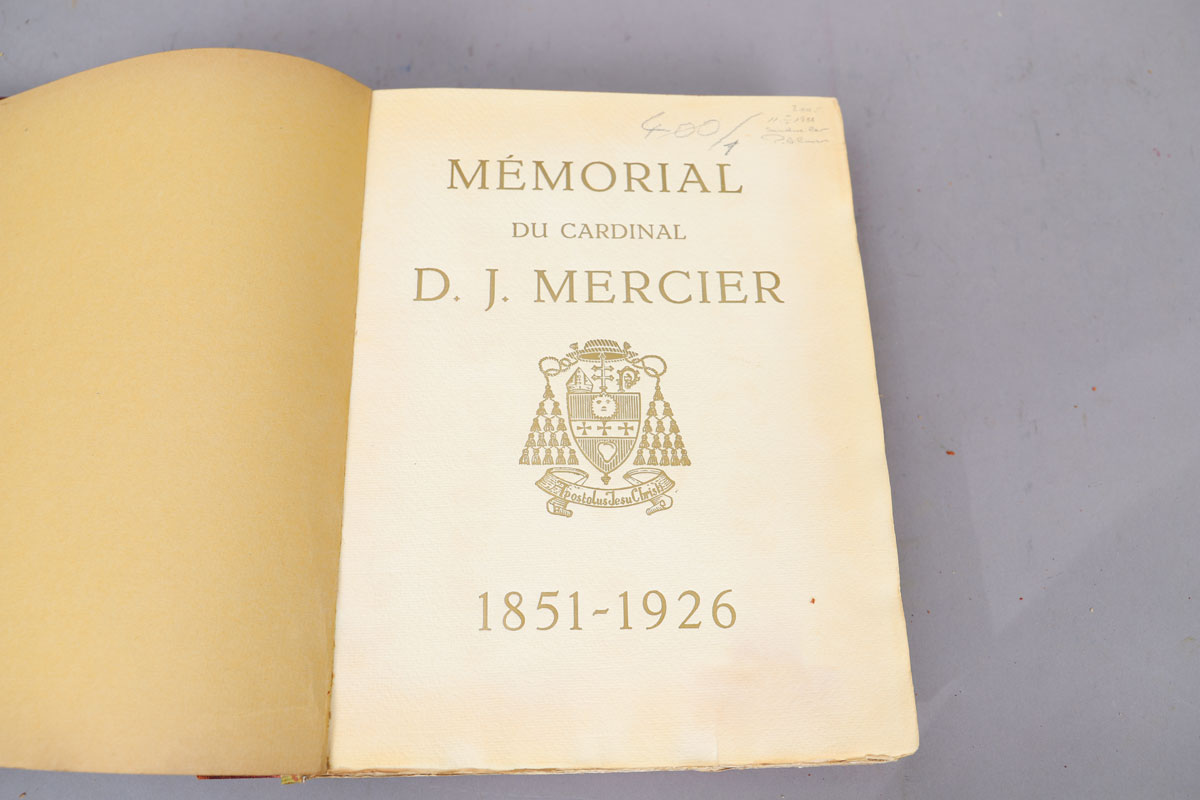 400/1
MÉMORIAL
DU CARDINAL
D. J. MERCIER
Apostolus Jesu Christi
1851-1926